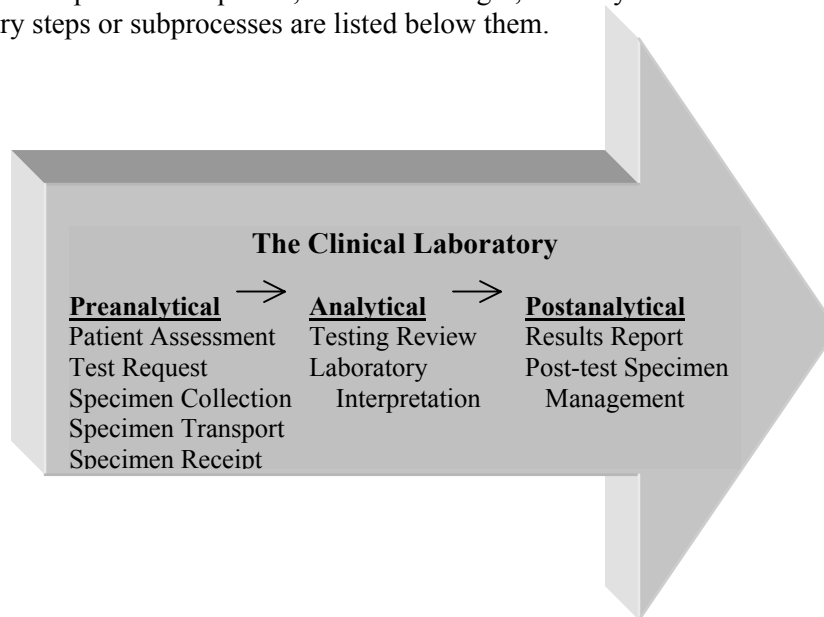 ry steps or subprocesses are listed below them.
The Clinical Laboratory
Preanalytical
Patient Assessment
Test Request
Specimen Collection
Specimen Transport
Specimen Receipt
Analytical
Testing Review
Laboratory
Interpretation
Postanalytical
Results Report
Post-test Specimen
Management